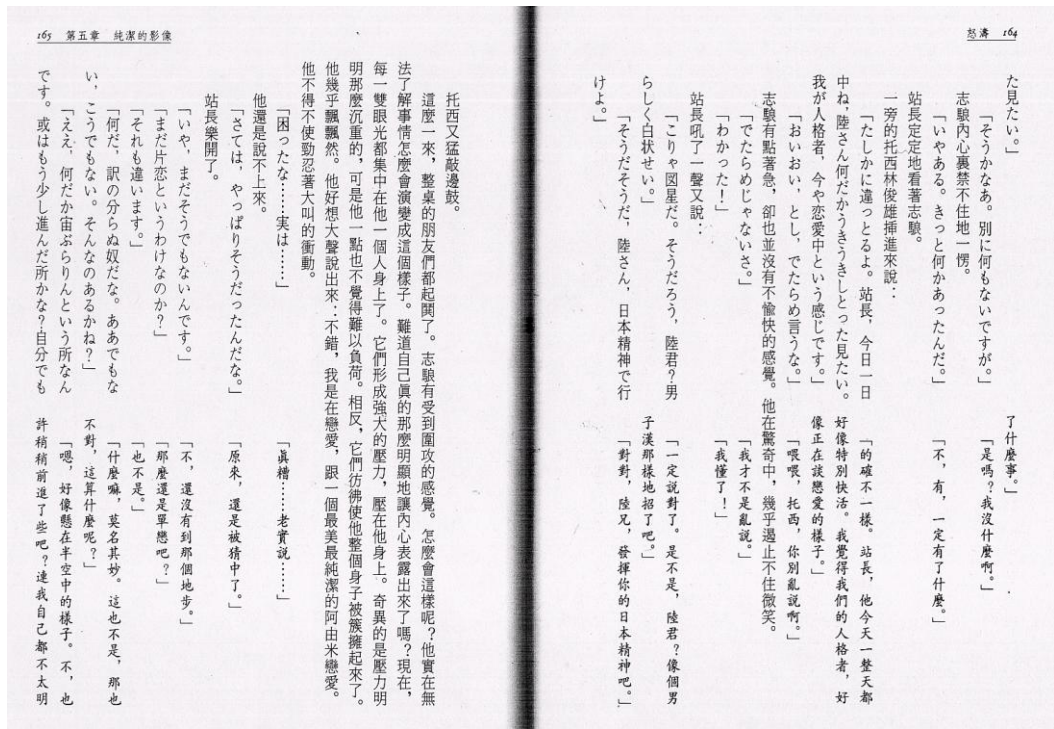 怒濤 164
た見たい。」
了什麼事。」
「そうかなあ。別に何もないですが。」
「是嗎？我沒什麼啊。」
志驤內心裏禁不住地一愣。
「いやある。きっと何かあったんだ。」
「不，有，一定有了什麼。」
站長定定地看著志驤。
一旁的托西林俊雄挿進來說：
「たしかに違っとるよ。站長，今日一日
「的確不一樣。站長，他今天一整天都
中ね，陸さん何だかうきうきしとった見たい。
好像特別快活。我覺得我們的人格者，好
我が人格者，今や恋愛中という感じです。」
像正在談戀愛的樣子。」
「おいおい，とし，でたらめ言うな。」
「喂喂，托西，你別亂說啊。」
志驤有點著急，卻也並沒有不愉快的感覺。他在驚奇中，幾乎遏止不住微笑。
「でたらめじゃないさ。」
「我才不是亂說。」
「わかった！」
「我懂了！」
站長吼了一聲又說：
「こりゃ図星だ。そうだろう，陸君？男
「一定說對了。是不是，陸君？像個男
らしく白状せい。」
子漢那樣地招了吧。」
「そうだそうだ，陸さん，日本精神で行
「對對，陸兄，發揮你的日本精神吧。」
けよ。」
165 第五章 純潔的影像
托西又猛敲邊鼓。
這麼一來，整桌的朋友們都起鬨了。志驤有受到圍攻的感覺。怎麼會這樣呢？他實在無
法了解事情怎麼會演變成這個樣子。難道自己眞的那麼明顯地讓內心表露出來了嗎？現在，
每一雙眼光都集中在他一個人身上了。它們形成強大的壓力，壓在他身上。奇異的是壓力明
明那麼沉重的，可是他一點也不覺得難以負荷。相反，它們彷彿使他整個身子被簇擁起來了。
他幾乎飄飄然。他好想大聲說出來：不錯，我是在戀愛，跟一個最美最純潔的阿由米戀愛。
他不得不使勁忍著大叫的衝動。
「困ったな……実は……」
「眞糟……老實說……」
他還是說不上來。
「さては，やっぱりそうだったんだな。」
「原來，還是被猜中了。」
站長樂開了。
「いや，まだそうでもないんです。」
「不，還沒有到那個地步。」
「まだ片恋というわけなのか？」
「那麼還是單戀吧？」
「それも違います。」
「也不是。」
「何だ，訳の分らぬ奴だな。ああでもな
「什麼嘛，莫名其妙。這也不是，那也
い，こうでもない。そんなのあるかね？」
不對，這算什麼呢？」
「ええ，何だか宙ぶらりんという所なん
「嗯，好像懸在半空中的樣子。不，也
です。或はもう少し進んだ所かな？自分でも
許稍稍前進了些吧？連我自己都不太明